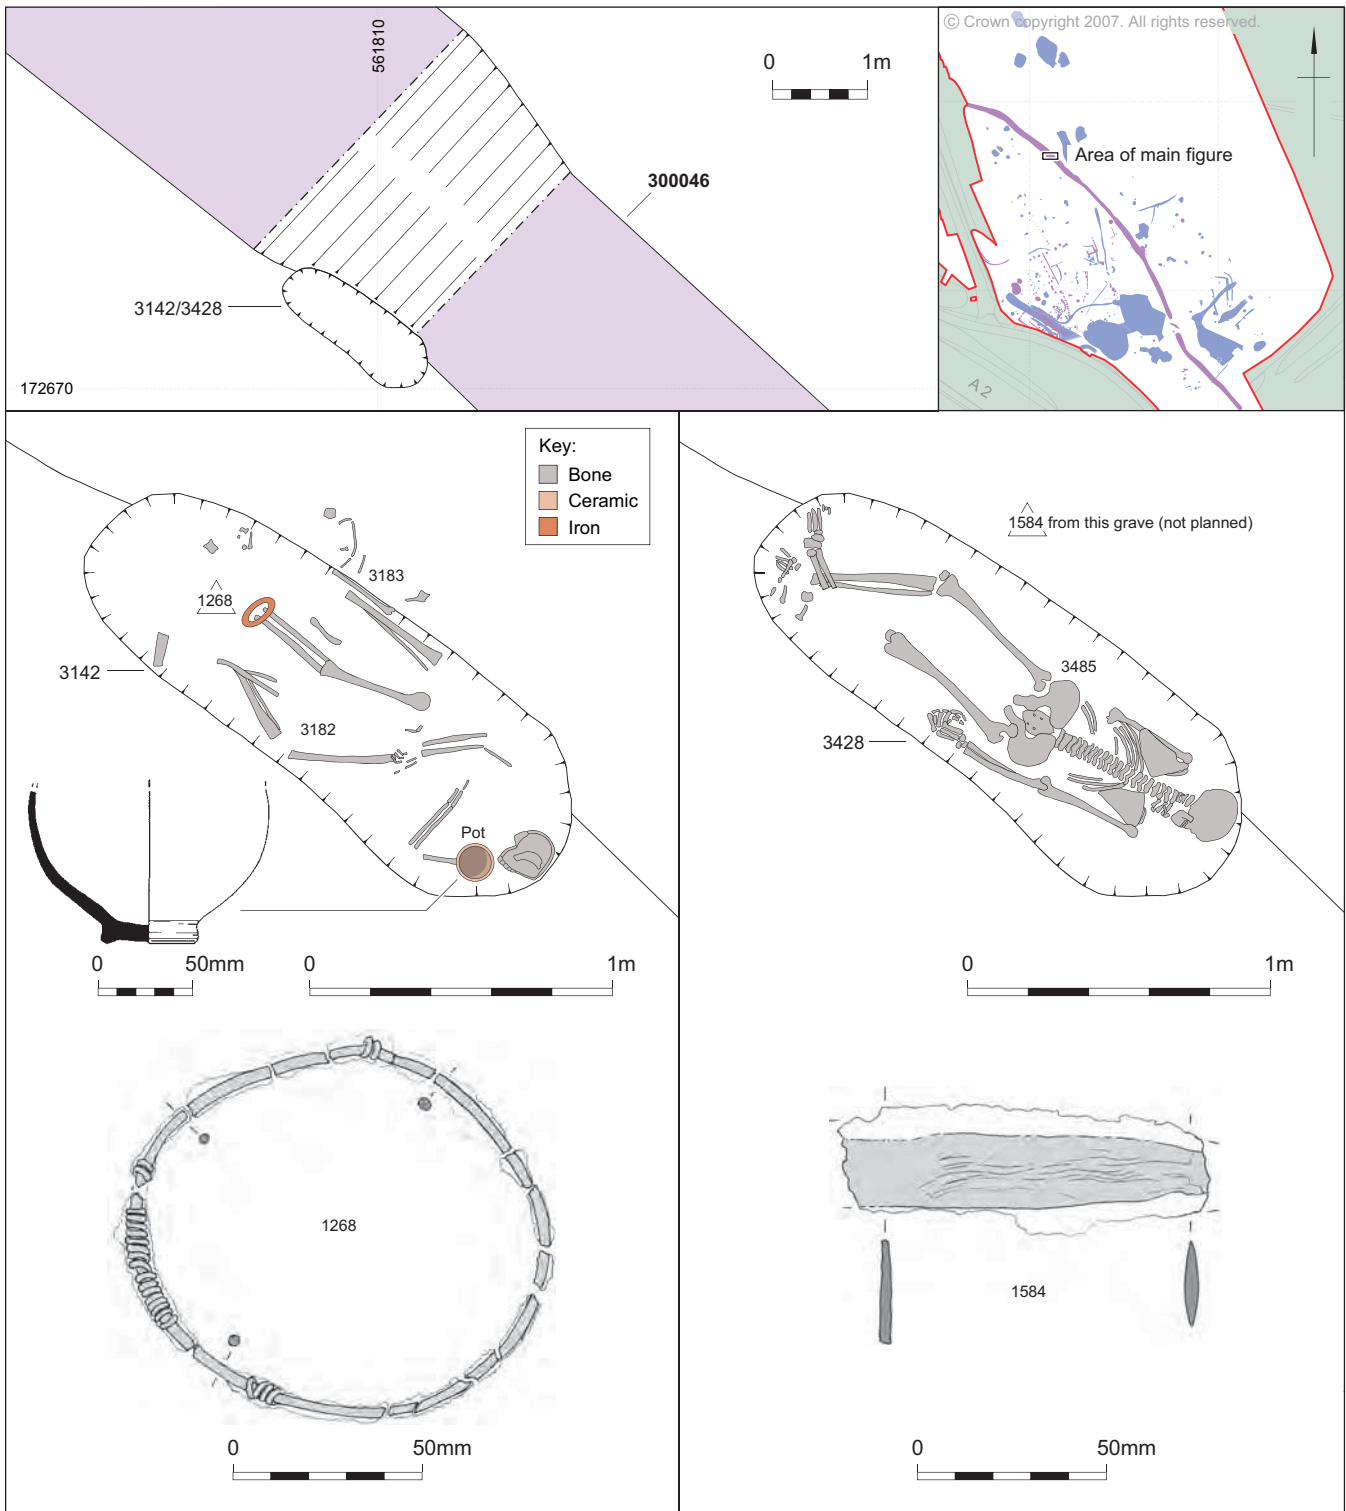 561810
0 1m
300046
3142/3428
172670
© Crown copyright 2007. All rights reserved.
Area of main figure
A2
Key:
Bone
Ceramic
Iron
3183
1268
3142
3182
Pot
0 50mm
0 1m
1584 from this grave (not planned)
3485
3428
0 1m
1268
0 50mm
1584
0 50mm